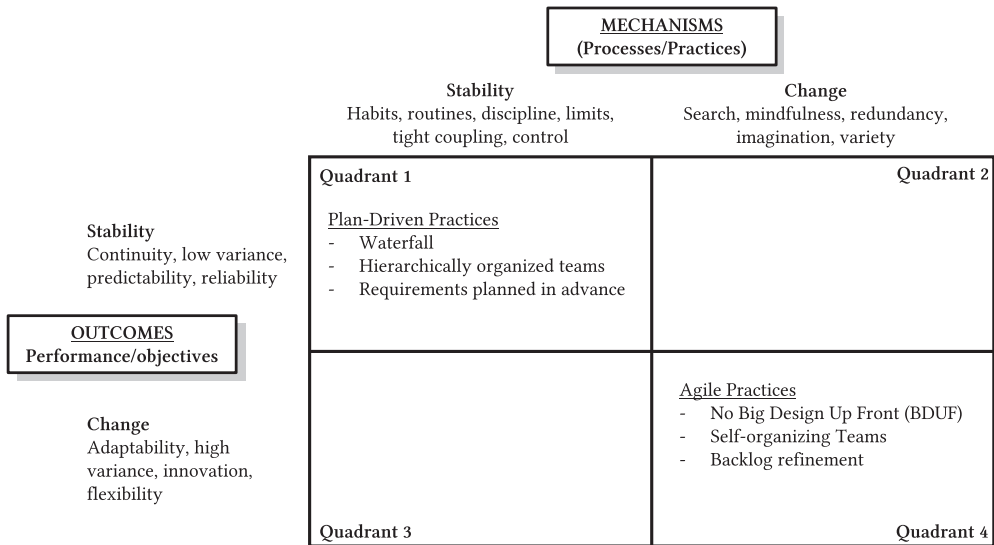 MECHANISMS
(Processes/Practices)
Stability
Habits, routines, discipline, limits,
tight coupling, control
Change
Search, mindfulness, redundancy,
imagination, variety
Quadrant 1
Quadrant 2
Plan-Driven Practices
- Waterfall
- Hierarchically organized teams
- Requirements planned in advance
Stability
Continuity, low variance,
predictability, reliability
OUTCOMES
Performance/objectives
Change
Adaptability, high
variance, innovation,
flexibility
Agile Practices
- No Big Design Up Front (BDUF)
- Self-organizing Teams
- Backlog refinement
Quadrant 3
Quadrant 4